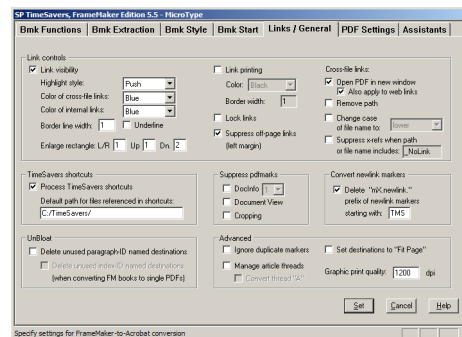 SP TimeSavers, FrameMaker Edition 5.5 - MicroType
Bmk Functions Bmk Extraction Bmk Style Bmk Start Links / General PDF Settings Assistants
Link controls
Link visibility
Highlight style: Push
Color of cross-file links: Blue
Color of internal links: Blue
Border line width: 1 Underline
Enlarge rectangle: L/R 1 Up 1 Dn. 2
Link printing
Color: Black
Border width: 1
Lock links
Suppress off-page links
(left margin)
Cross-file links:
Open PDF in new window
Also apply to web links
Remove path
Change case
of file name to: lower
Suppress x-refs when path
or file name includes: _NoLink
TimeSavers shortcuts
Process TimeSavers shortcuts
Default path for files referenced in shortcuts:
C:/TimeSavers/
Suppress pdfmarks
DocInfo 1
Document View
Cropping
Convert newlink markers
Delete "mX.newlink."
prefix of newlink markers
starting with: TMS
UnBloat
Delete unused paragraph-ID named destinations
Delete unused index-ID named destinations
(when converting FM books to single PDFs)
Advanced
Ignore duplicate markers
Manage article threads
Convert thread "A"
Set destinations to "Fit Page"
Graphic print quality: 1200 dpi
Set Cancel Help
Specify settings for FrameMaker-to-Acrobat conversion